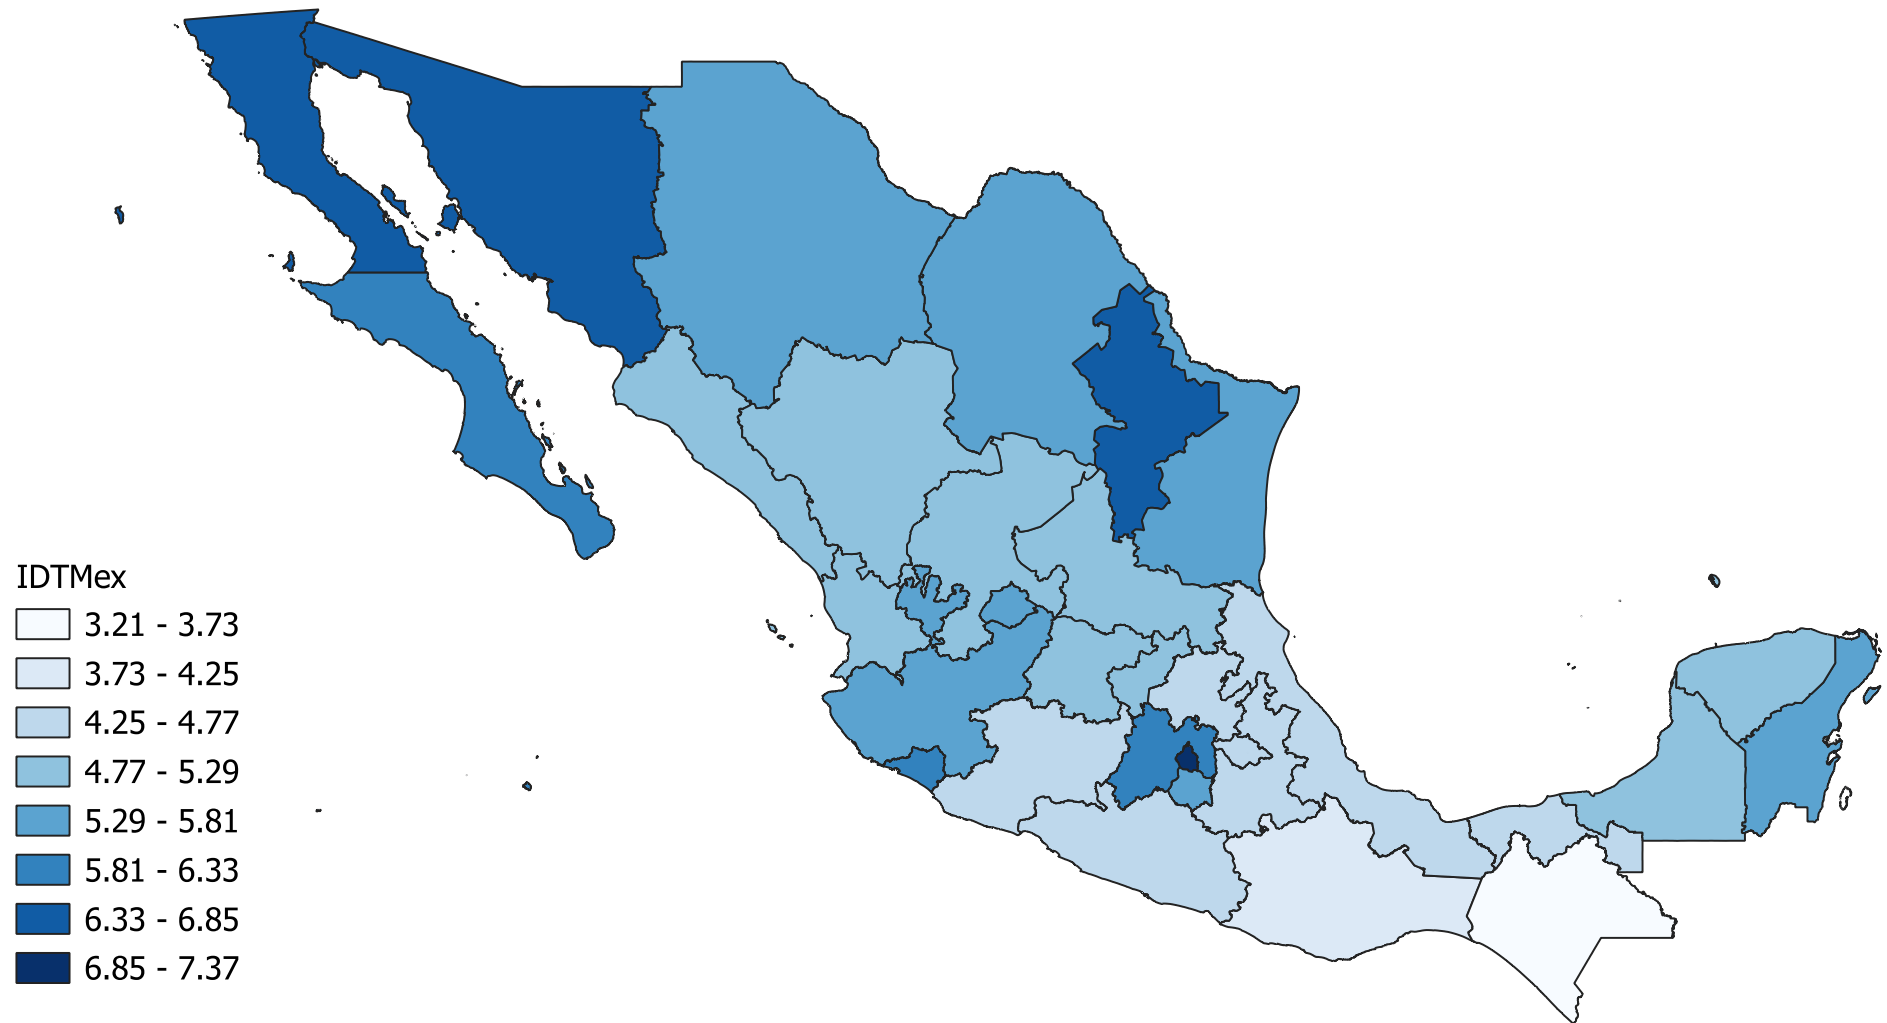 IDTMex
3.21 - 3.73
3.73 - 4.25
4.25 - 4.77
4.77 - 5.29
5.29 - 5.81
5.81 - 6.33
6.33 - 6.85
6.85 - 7.37